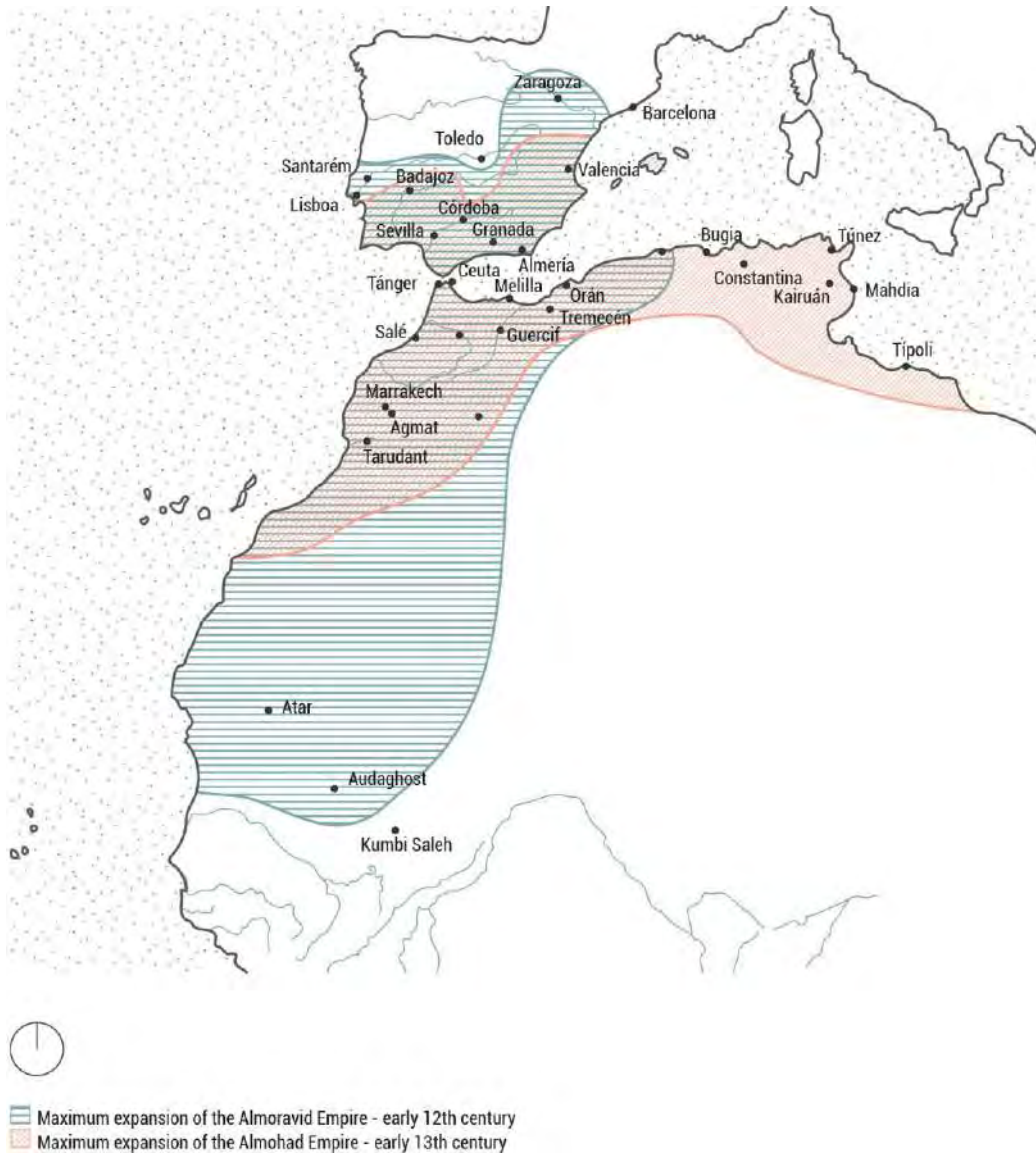 Zaragoza
Barcelona
Toledo
Santarém
Badajoz
Valencia
Lisboa
Córdoba
Sevilla
Granada
Almería
Bugia
Túnez
Tánger
Ceuta
Melilla
Orán
Constantina
Kairuán
Mahdia
Tremecén
Salé
Guercif
Típoli
Marrakech
Agmat
Tarudant
Atar
Audaghost
Kumbi Saleh
Maximum expansion of the Almoravid Empire - early 12th century
Maximum expansion of the Almohad Empire - early 13th century